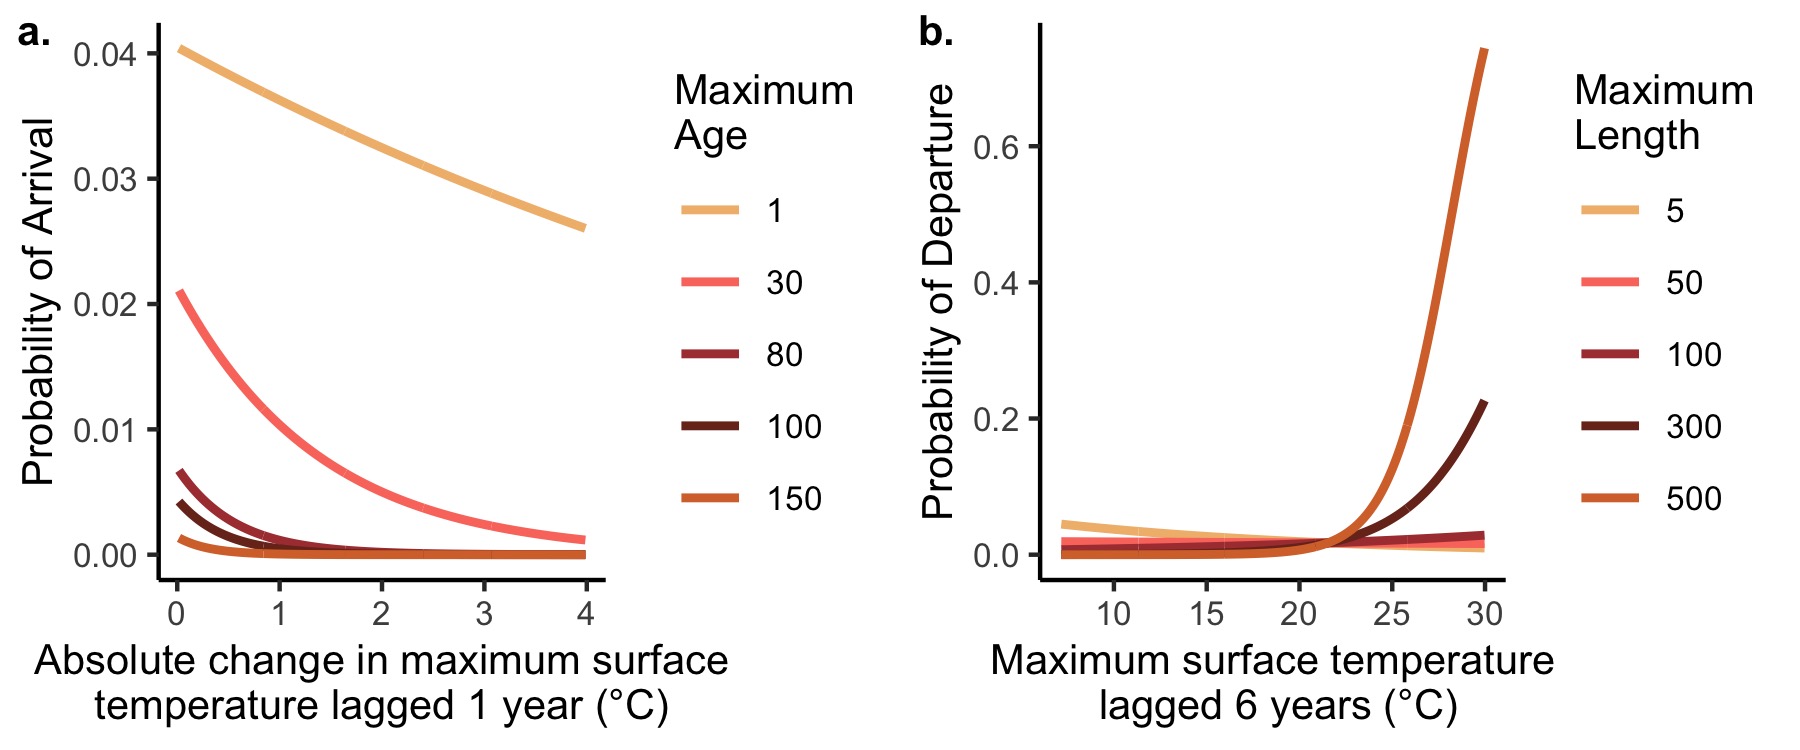 a.
Probability of Arrival
0.04
0.03
0.02
0.01
0.00
0 1 2 3 4
Absolute change in maximum surface
temperature lagged 1 year (°C)
Maximum
Age
1
30
80
100
150
b.
Probability of Departure
0.6
0.4
0.2
0.0
10 15 20 25 30
Maximum surface temperature
lagged 6 years (°C)
Maximum
Length
5
50
100
300
500